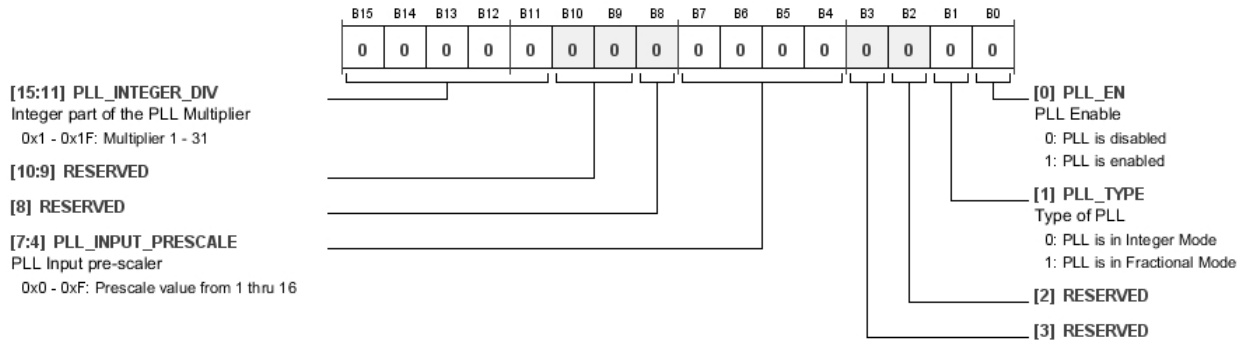 B15 B14 B13 B12 B11 B10 B9 B8 B7 B6 B5 B4 B3 B2 B1 B0
0 0 0 0 0 0 0 0 0 0 0 0 0 0 0 0
[15:11] PLL_INTEGER_DIV
Integer part of the PLL Multiplier
0x1 - 0x1F: Multiplier 1 - 31
[10:9] RESERVED
[8] RESERVED
[7:4] PLL_INPUT_PRESCALE
PLL Input pre-scaler
0x0 - 0xF: Prescale value from 1 thru 16
[0] PLL_EN
PLL Enable
0: PLL is disabled
1: PLL is enabled
[1] PLL_TYPE
Type of PLL
0: PLL is in Integer Mode
1: PLL is in Fractional Mode
[2] RESERVED
[3] RESERVED